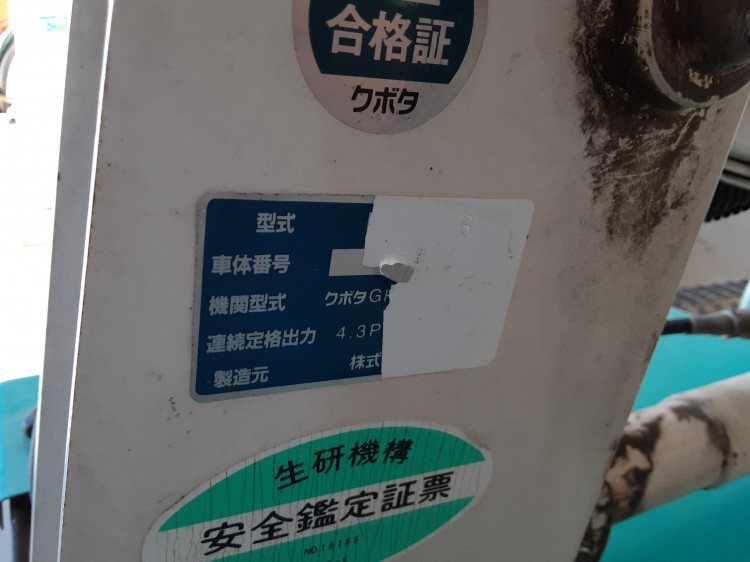 合格証
クボタ
型式
車体番号
機関型式 クボタG
連続定格出力 4.3P
製造元 株式
生研機構
安全鑑定証票
NO16168